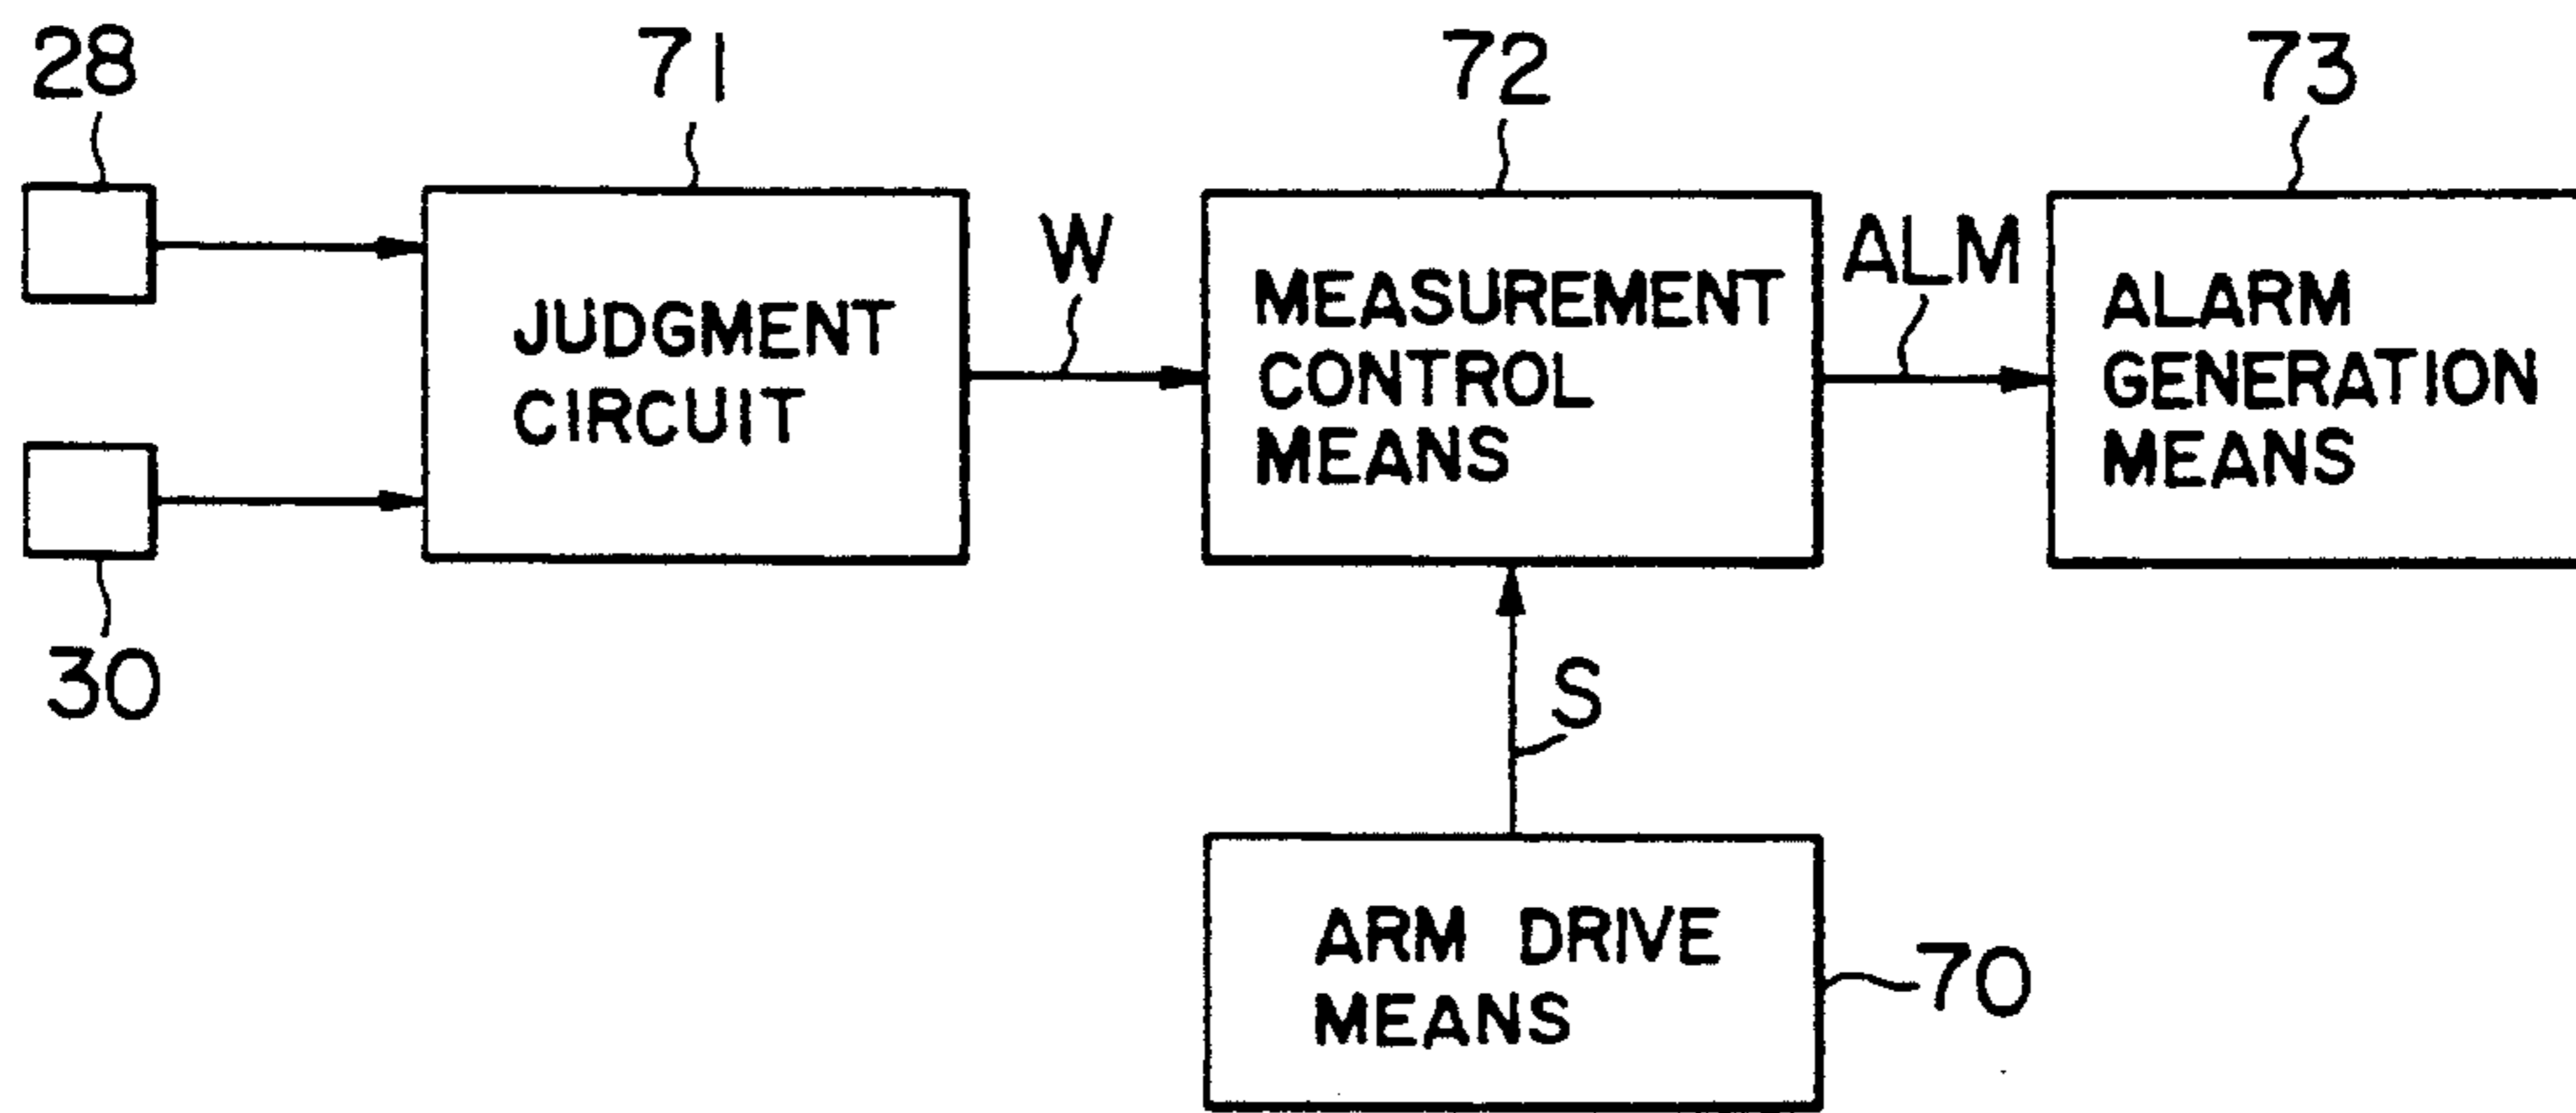 28
71
72
73
W
ALM
JUDGMENT
CIRCUIT
MEASUREMENT
CONTROL
MEANS
ALARM
GENERATION
MEANS
30
S
ARM DRIVE
MEANS
70